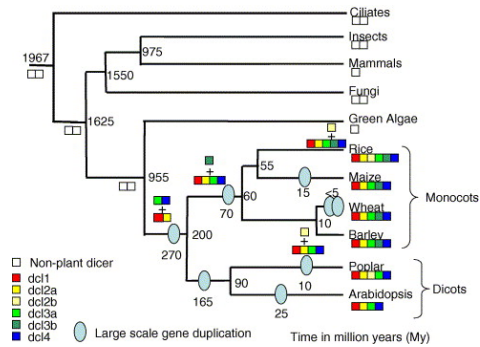 Ciliates
Insects
975
1967
Mammals
1550
Fungi
1625
Green Algae
+
Rice
955
55
+
Maize
15
<5
Monocots
+
60
Wheat
70
10
200
Barley
270
+
Poplar
90
10
Dicots
165
Arabidopsis
25
Non-plant dicer
dcl1
dcl2a
dcl2b
dcl3a
dcl3b
dcl4
Large scale gene duplication
Time in million years (My)